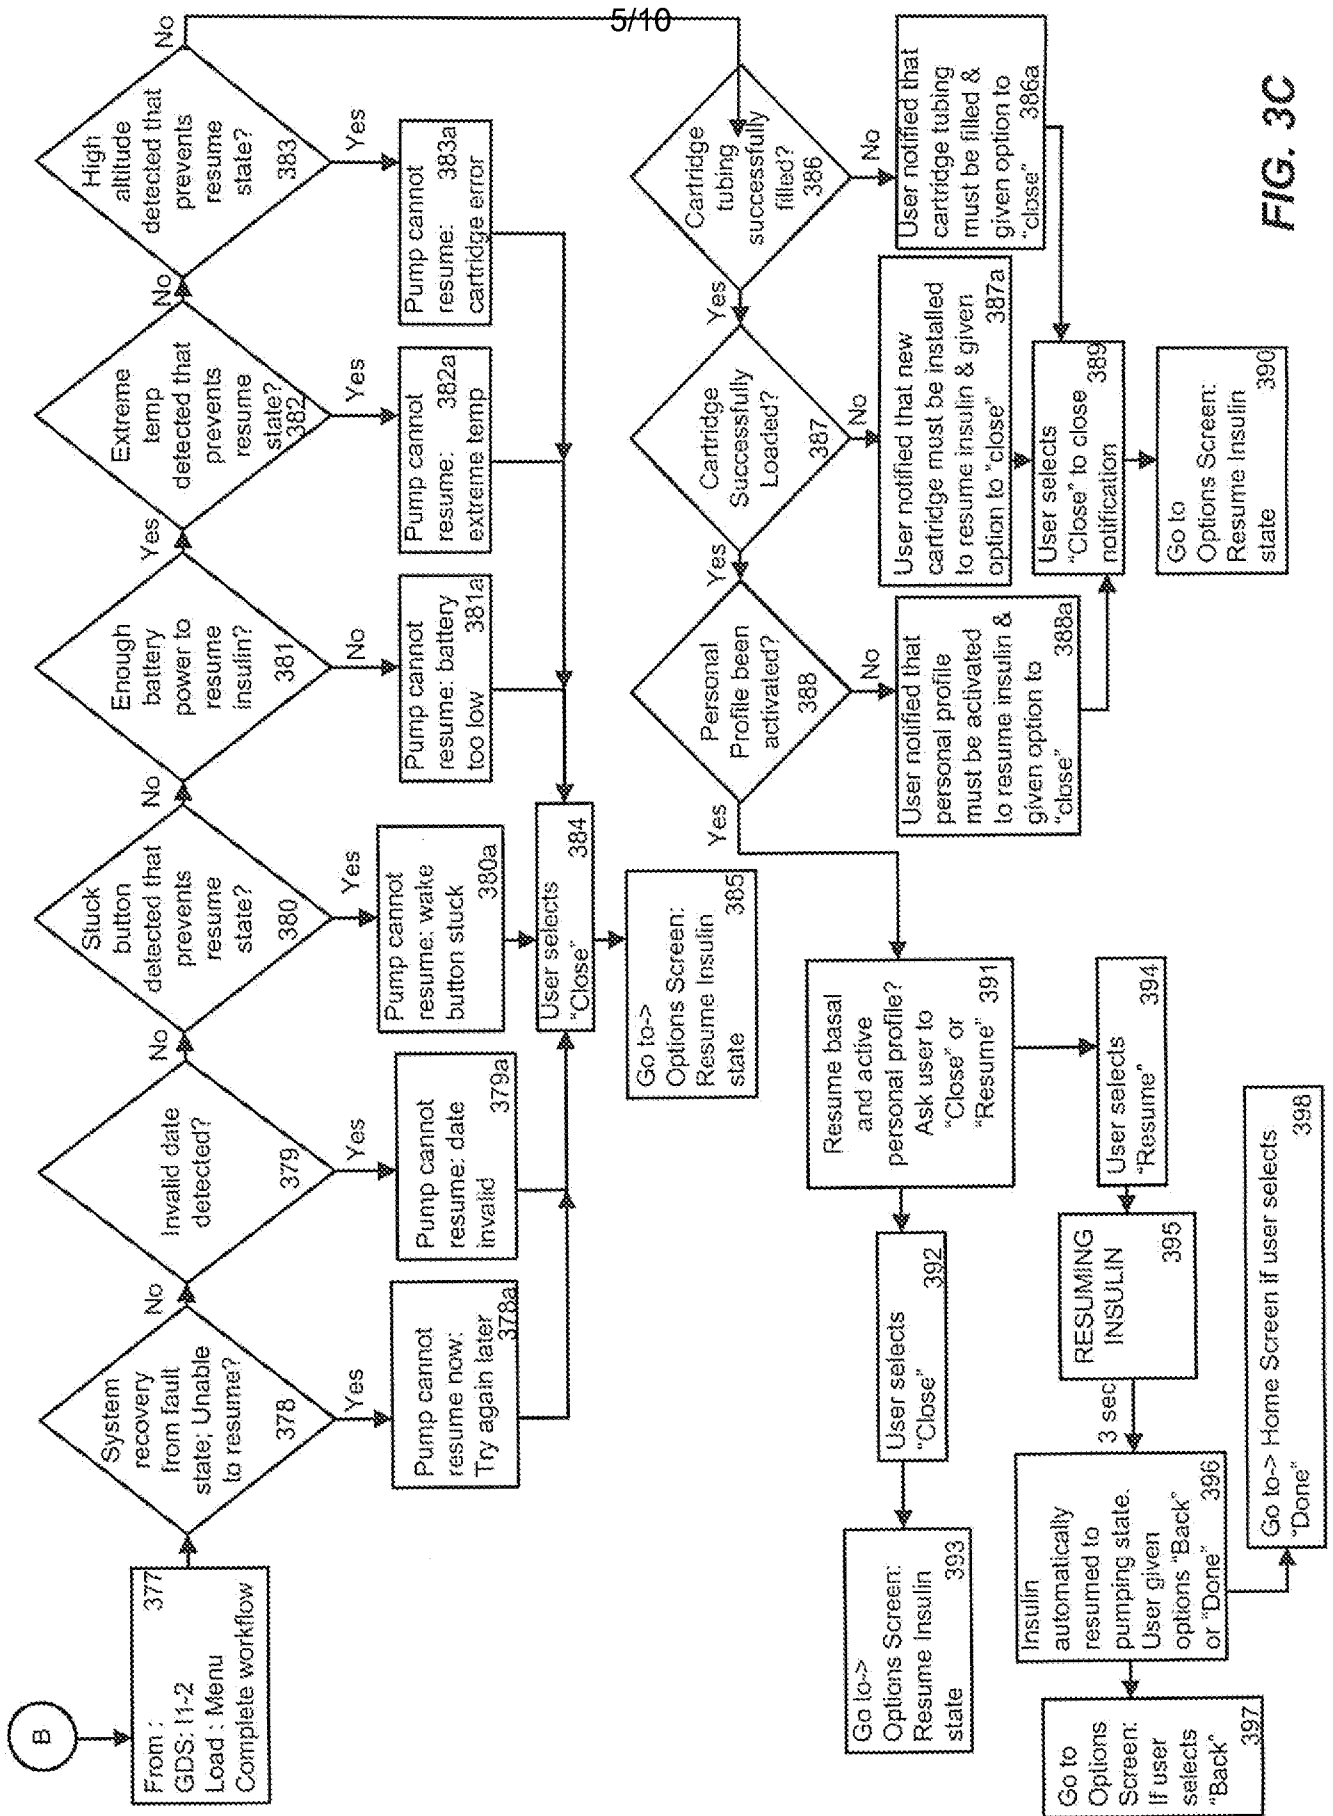 5/10
B
From :
377
GDS: I1-2
Load : Menu
Complete workflow
System
recovery
from fault
state; Unable
to resume?
378
No
Yes
Pump cannot
resume now:
Try again later
378a
Invalid date
detected?
379
No
Yes
Pump cannot
resume: date
invalid
379a
Stuck
button
detected that
prevents
resume
state?
380
No
Yes
Pump cannot
resume: wake
button stuck
380a
Enough
battery
power to
resume
insulin?
381
Yes
No
Pump cannot
resume: battery
too low
381a
Extreme
temp
detected that
prevents
resume
state?
382
No
Yes
Pump cannot
resume:
382a
extreme temp
High
altitude
detected that
prevents
resume
state?
383
No
Yes
Pump cannot
resume:
383a
cartridge error
User selects
"Close"
384
Go to->
Options Screen:
Resume Insulin
state
385
Cartridge
tubing
successfully
filled?
386
Yes
No
User notified that
cartridge tubing
must be filled &
given option to
"close"
386a
Cartridge
Successfully
Loaded?
387
Yes
No
User notified that new
cartridge must be installed
to resume insulin & given
option to "close"
387a
Personal
Profile been
activated?
388
Yes
No
User notified that
personal profile
must be activated
to resume insulin &
given option to
"close"
388a
User selects
"Close" to close
notification
389
Go to
Options Screen:
Resume Insulin
state
390
Resume basal
and active
personal profile?
Ask user to
"Close" or
"Resume"
391
User selects
"Close"
392
Go to->
Options Screen:
Resume Insulin
state
393
User selects
"Resume"
394
RESUMING
INSULIN
395
3 sec
Insulin
automatically
resumed to
pumping state.
User given
options "Back"
or "Done"
396
Go to
Options
Screen:
If user
selects
"Back"
397
Go to-> Home Screen if user selects
"Done"
398
FIG. 3C